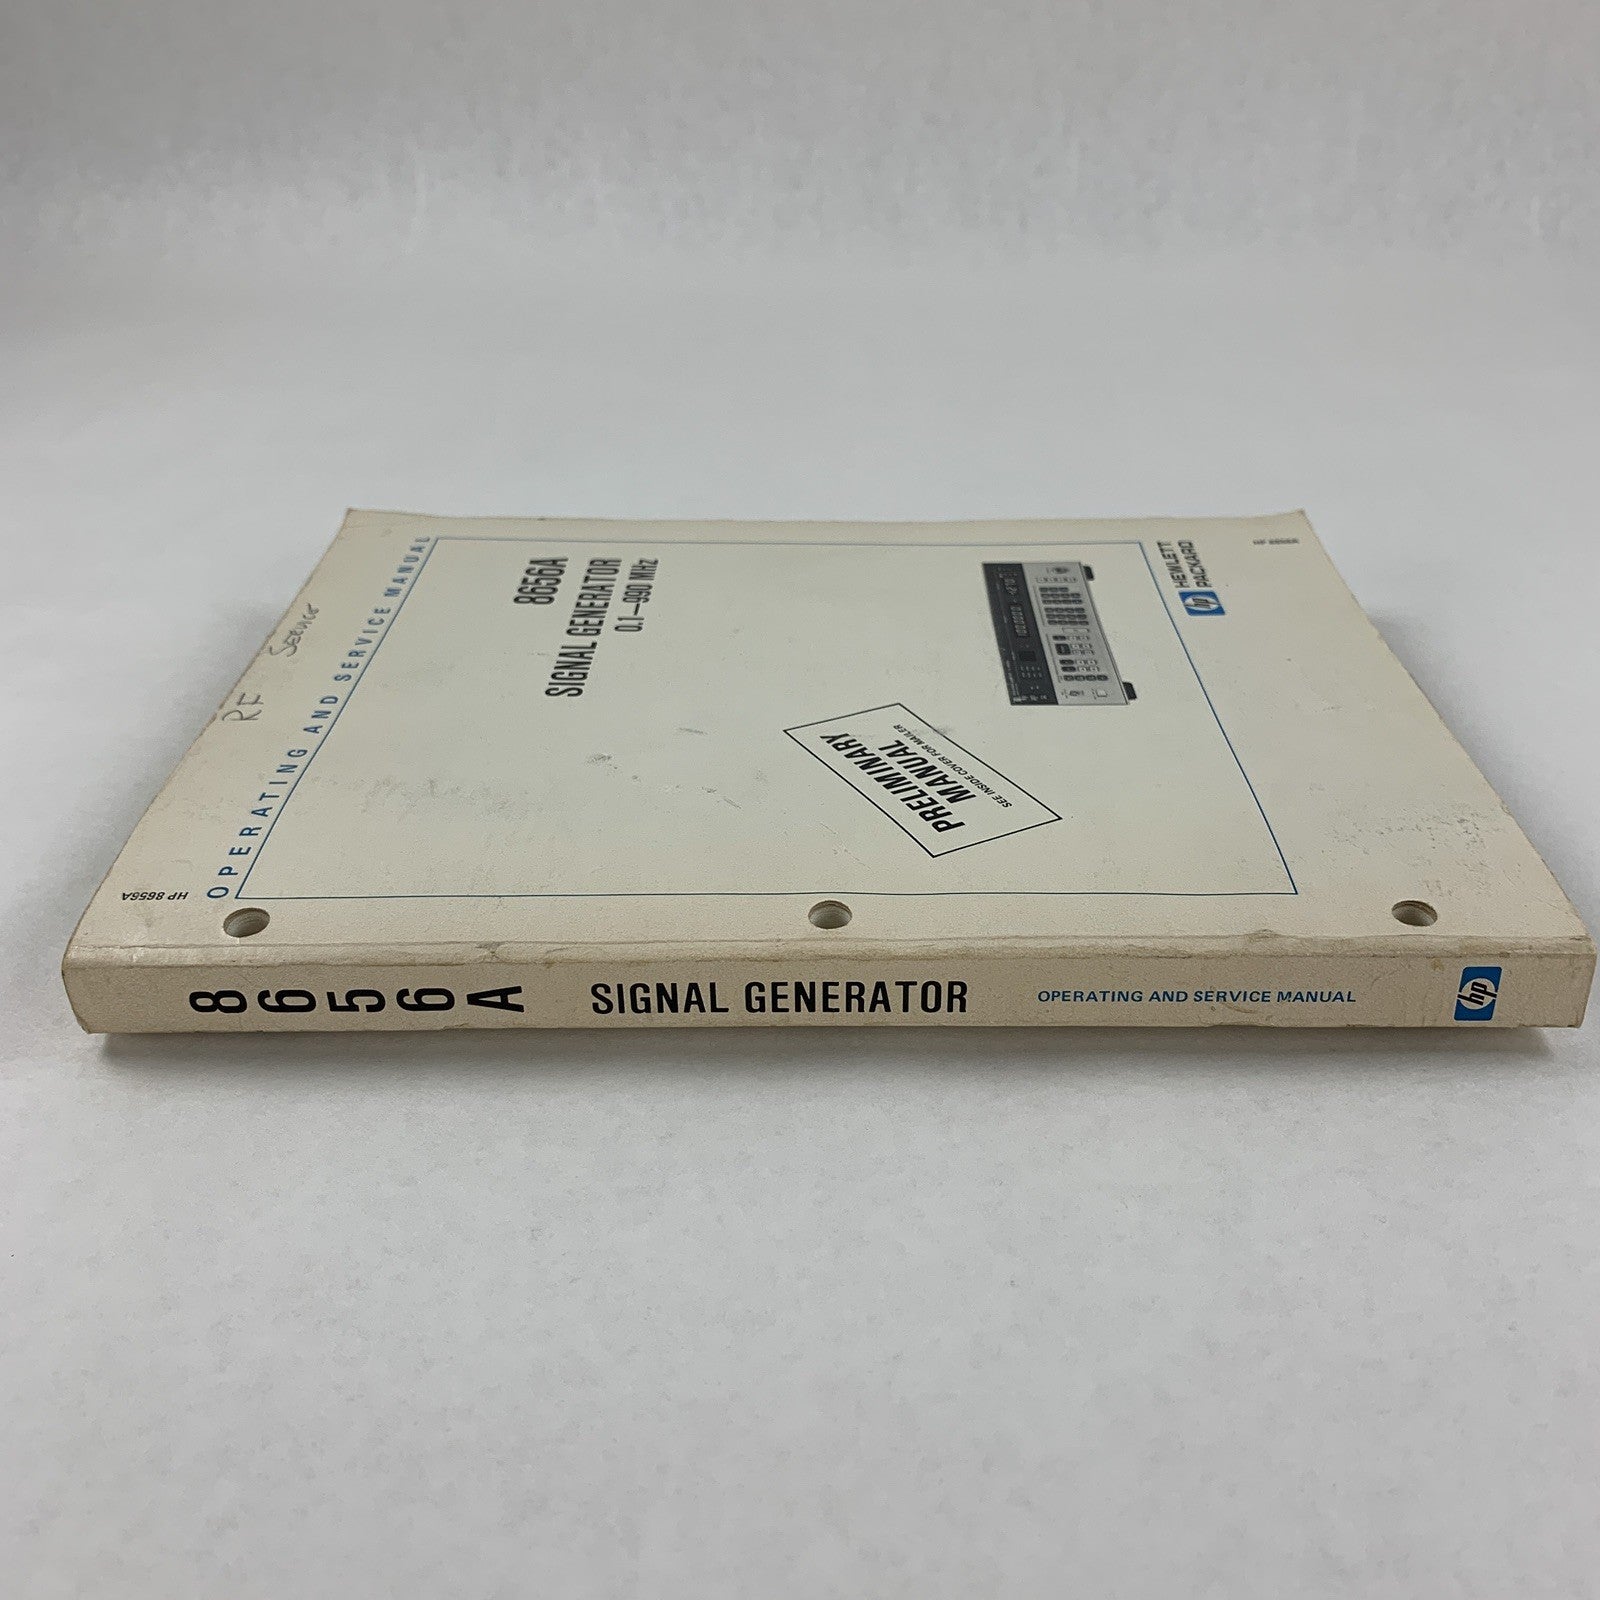 OPERATING AND SERVICE MANUAL
RF Service
8656A
SIGNAL GENERATOR
0.1–990 MHz
PRELIMINARY
MANUAL
SEE INSIDE COVER FOR MAILER
hp HEWLETT
PACKARD
HP 8656A
HP 8656A
8656A SIGNAL GENERATOR OPERATING AND SERVICE MANUAL hp